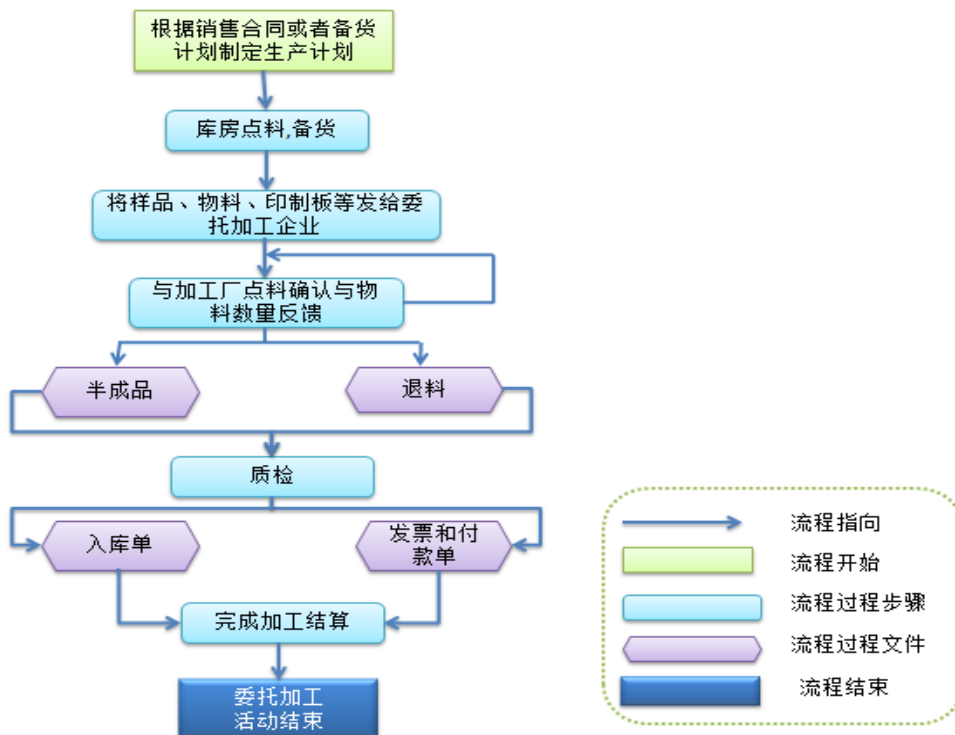 根据销售合同或者备货
计划制定生产计划
库房点料,备货
将样品、物料、印制板等发给委
托加工企业
与加工厂点料确认与物
料数量反馈
半成品
退料
质检
入库单
发票和付
款单
完成加工结算
委托加工
活动结束
流程指向
流程开始
流程过程步骤
流程过程文件
流程结束